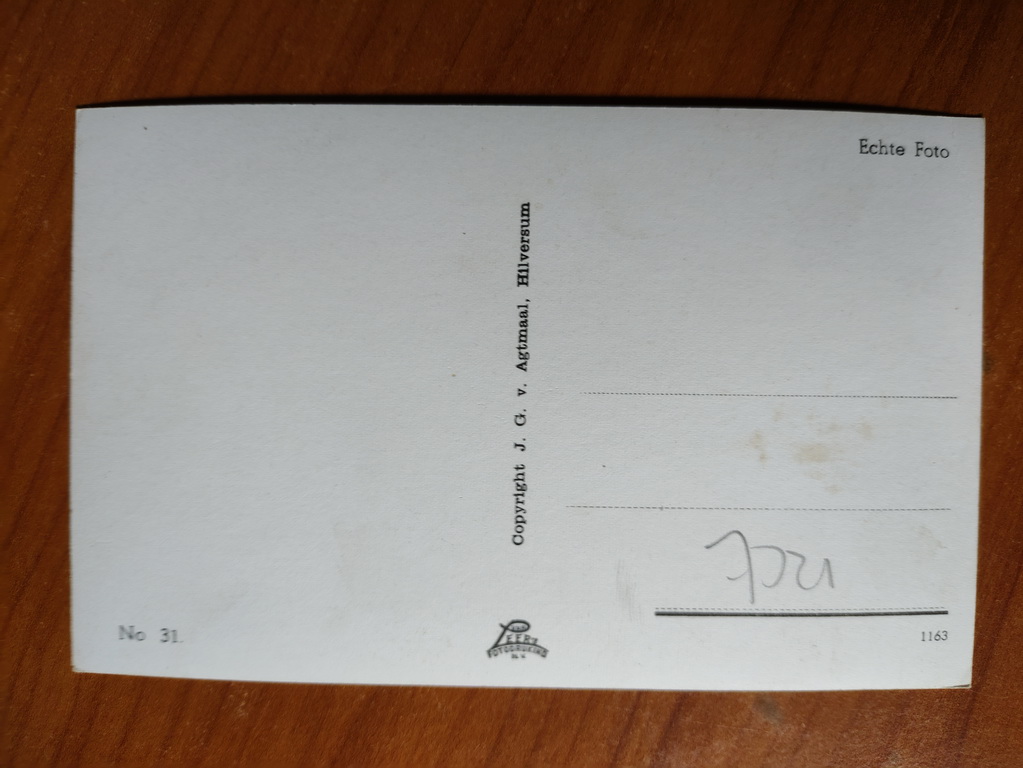 Echte Foto
Copyright J. G. v. Agtmaal, Hilversum
No 31.
1163